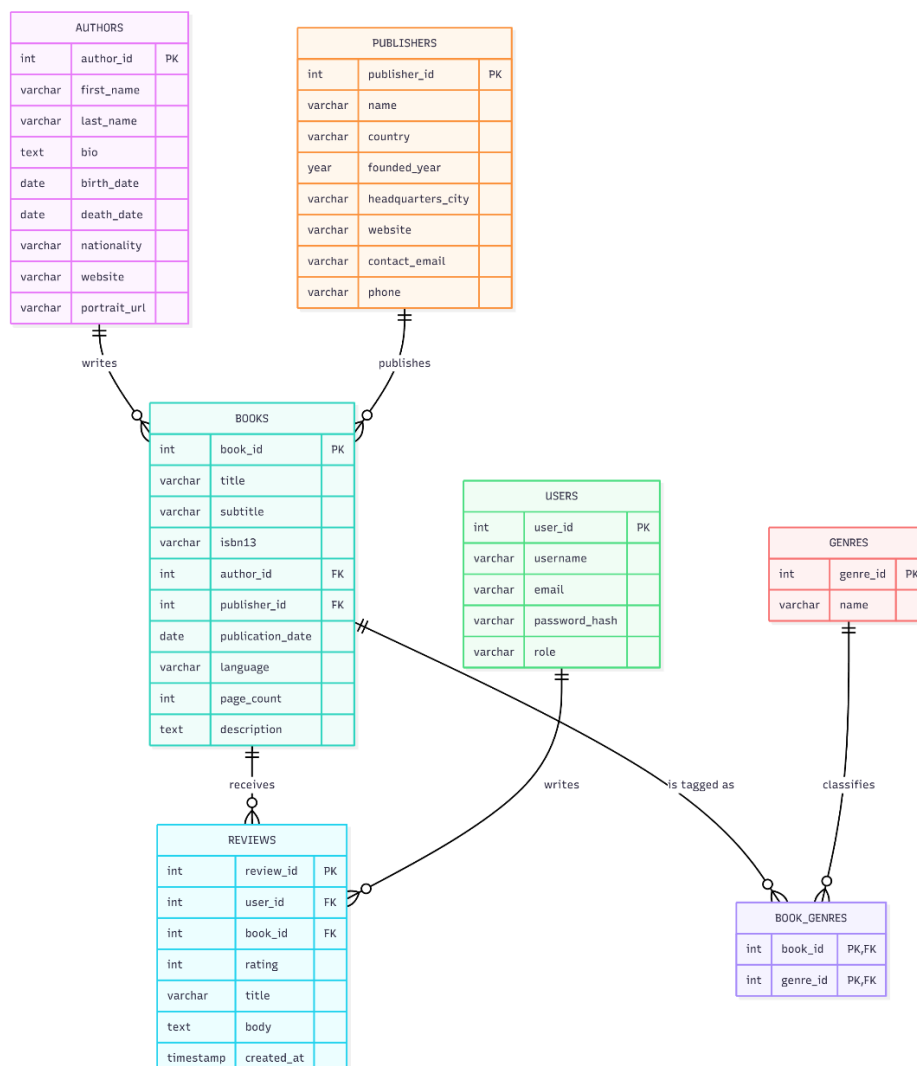 AUTHORS
int author_id PK
varchar first_name
varchar last_name
text bio
date birth_date
date death_date
varchar nationality
varchar website
varchar portrait_url
PUBLISHERS
int publisher_id PK
varchar name
varchar country
year founded_year
varchar headquarters_city
varchar website
varchar contact_email
varchar phone
writes
publishes
BOOKS
int book_id PK
varchar title
varchar subtitle
varchar isbn13
int author_id FK
int publisher_id FK
date publication_date
varchar language
int page_count
text description
USERS
int user_id PK
varchar username
varchar email
varchar password_hash
varchar role
GENRES
int genre_id PK
varchar name
receives
writes
is tagged as
classifies
REVIEWS
int review_id PK
int user_id FK
int book_id FK
int rating
varchar title
text body
timestamp created_at
BOOK_GENRES
int book_id PK,FK
int genre_id PK,FK